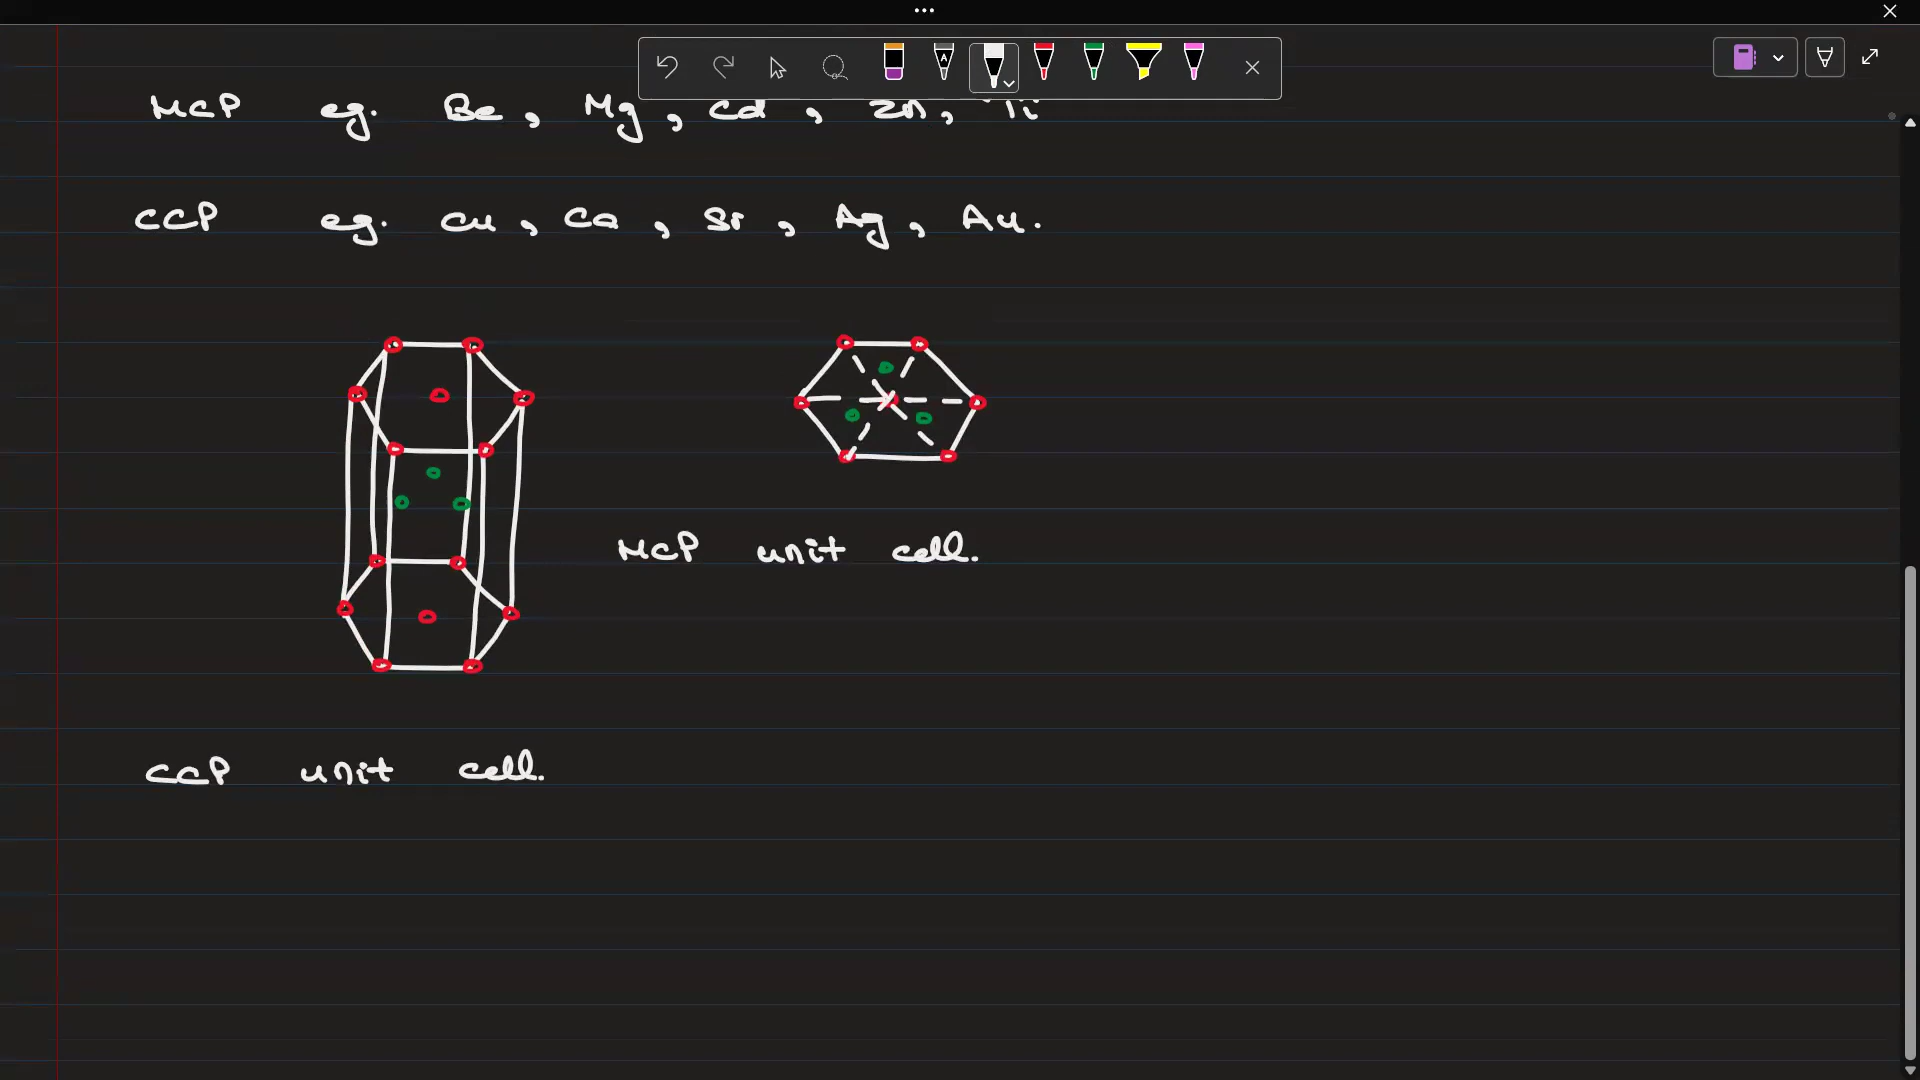 HCP eg. Be, Mg, Cd, Zn, Ti
CCP eg. Cu, Ca, Sr, Ag, Au.
HCP unit cell.
CCP unit cell.